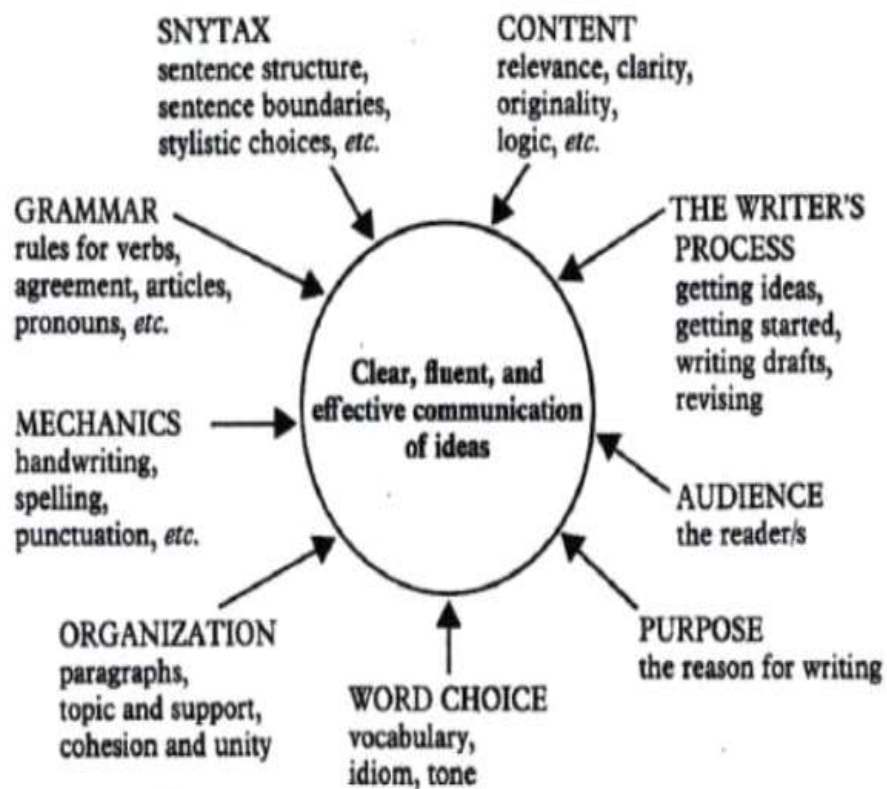 SNYTAX
sentence structure,
sentence boundaries,
stylistic choices, etc.
CONTENT
relevance, clarity,
originality,
logic, etc.
THE WRITER'S
PROCESS
getting ideas,
getting started,
writing drafts,
revising
GRAMMAR
rules for verbs,
agreement, articles,
pronouns, etc.
Clear, fluent, and
effective communication
of ideas
MECHANICS
handwriting,
spelling,
punctuation, etc.
AUDIENCE
the reader/s
PURPOSE
the reason for writing
ORGANIZATION
paragraphs,
topic and support,
cohesion and unity
WORD CHOICE
vocabulary,
idiom, tone